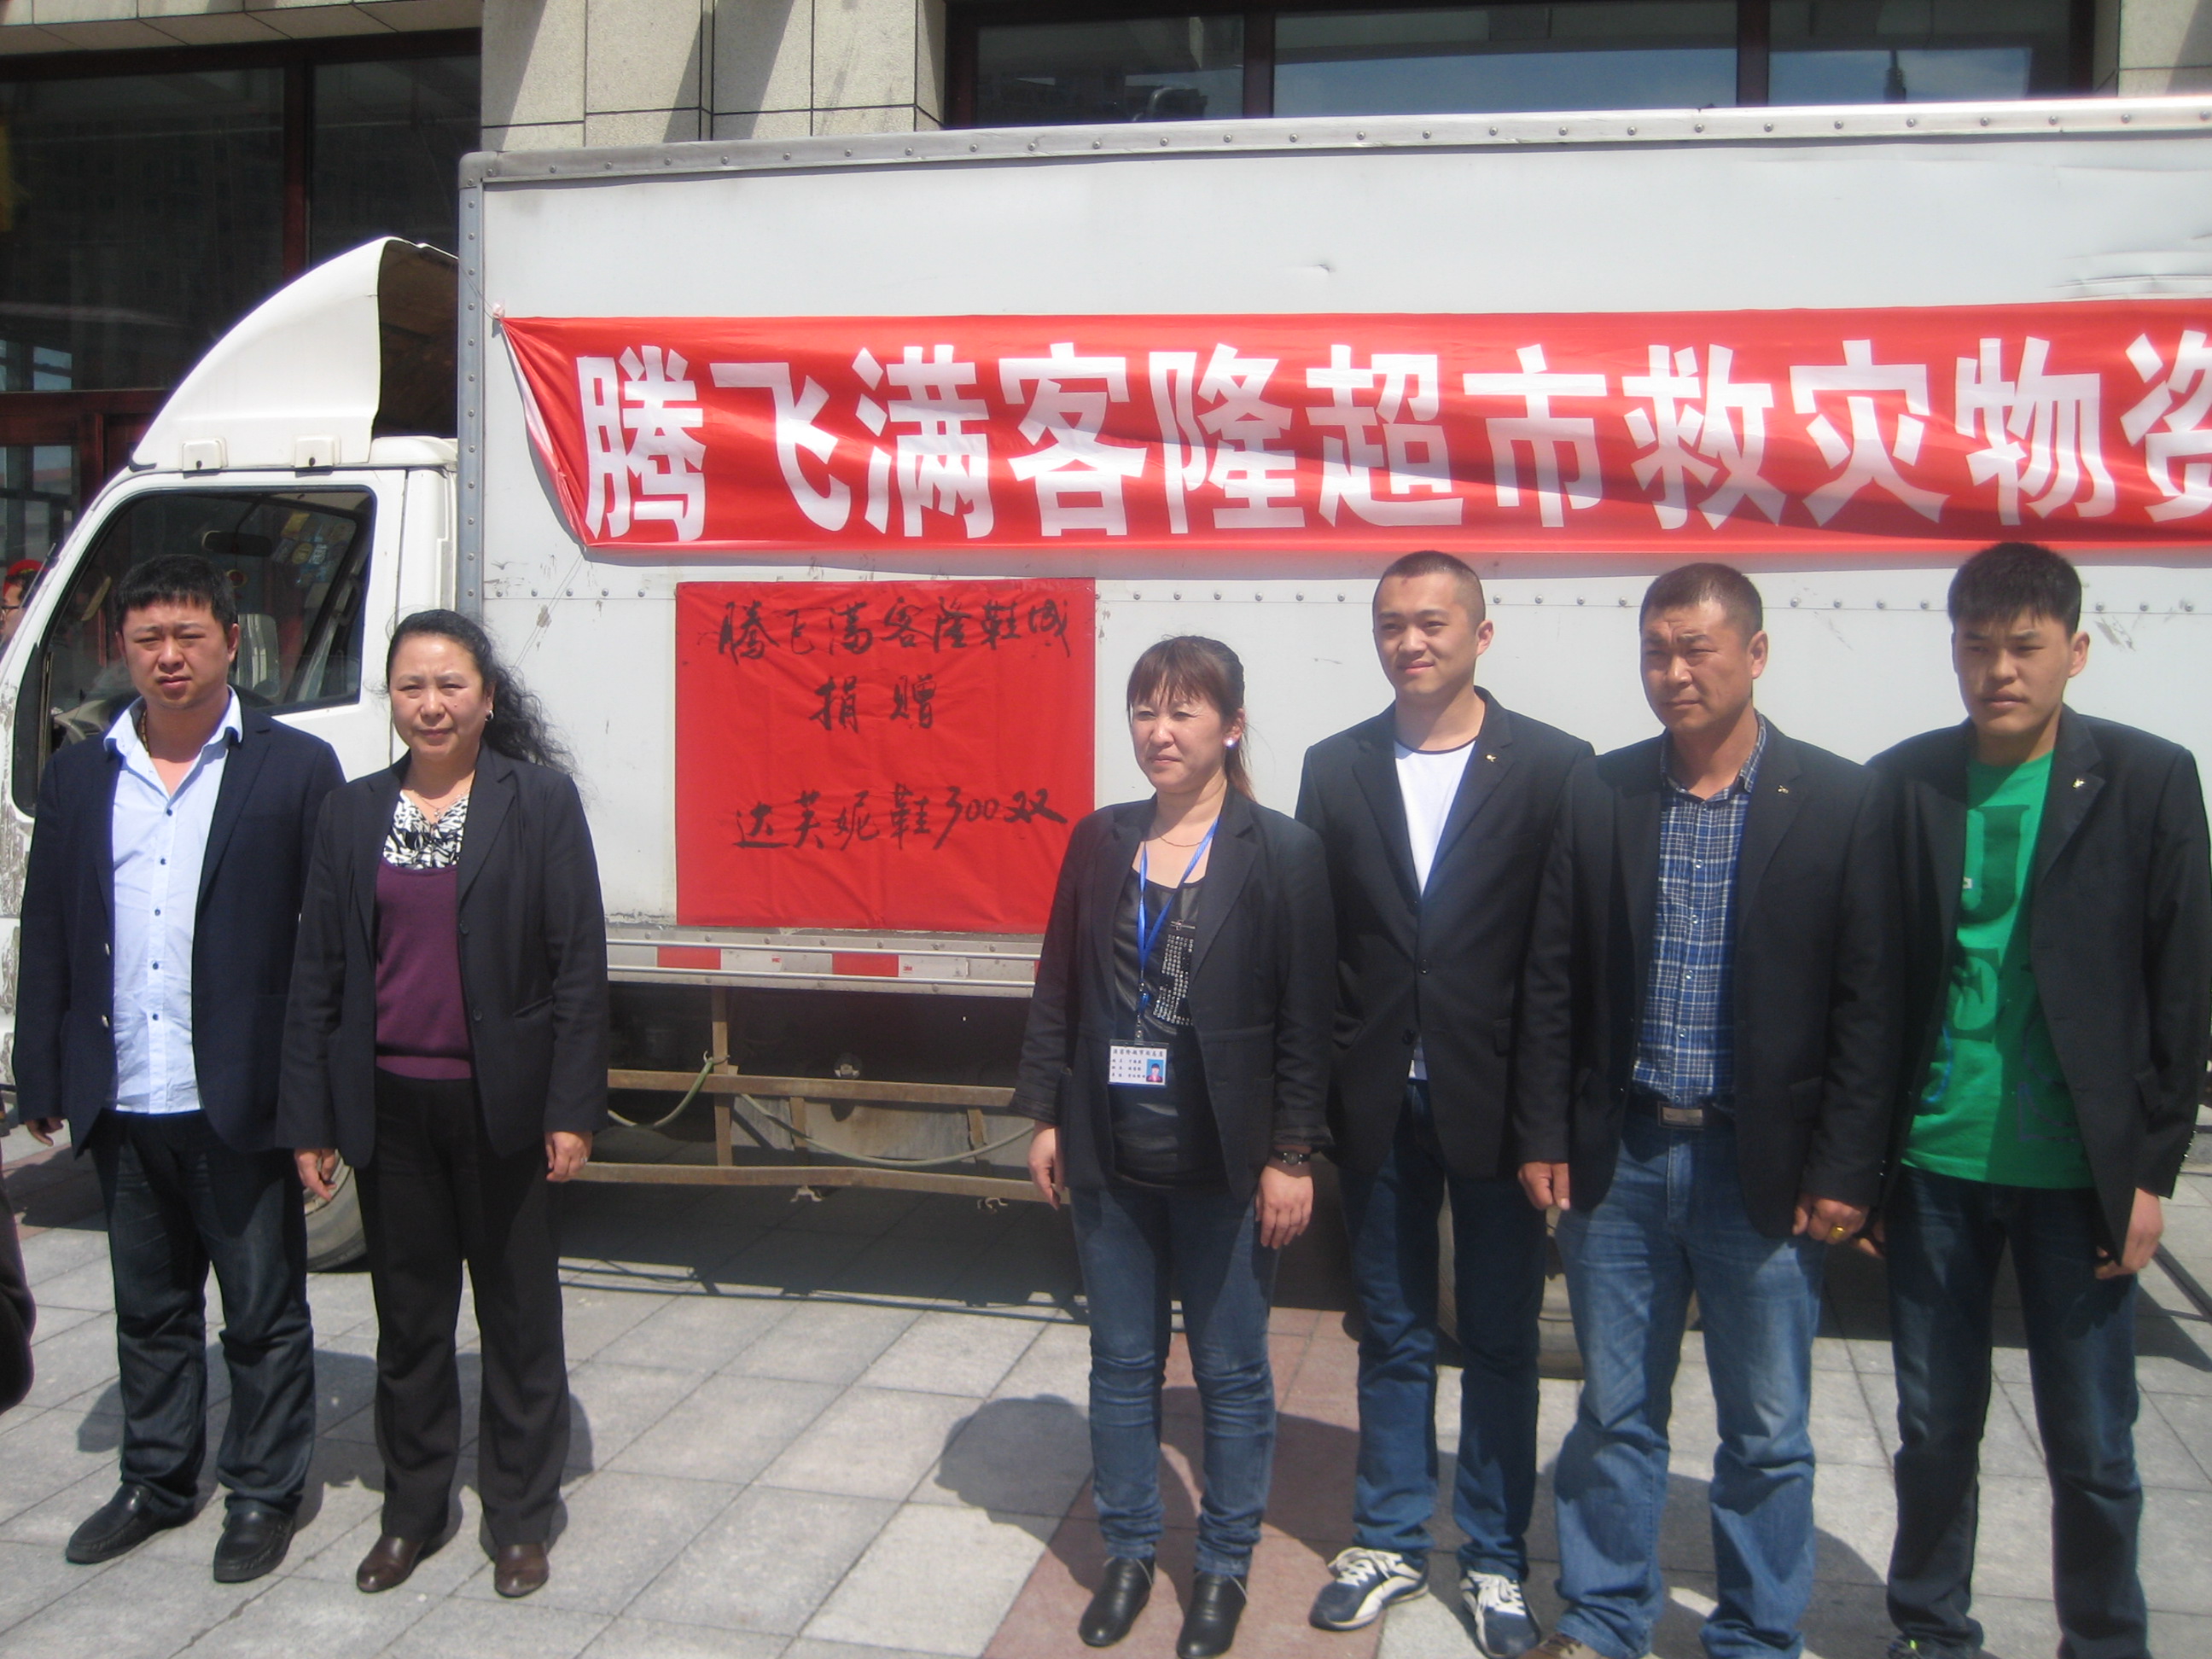 腾飞满客隆超市救灾物资
腾飞满客隆鞋城
捐赠
达芙妮鞋300双
UE